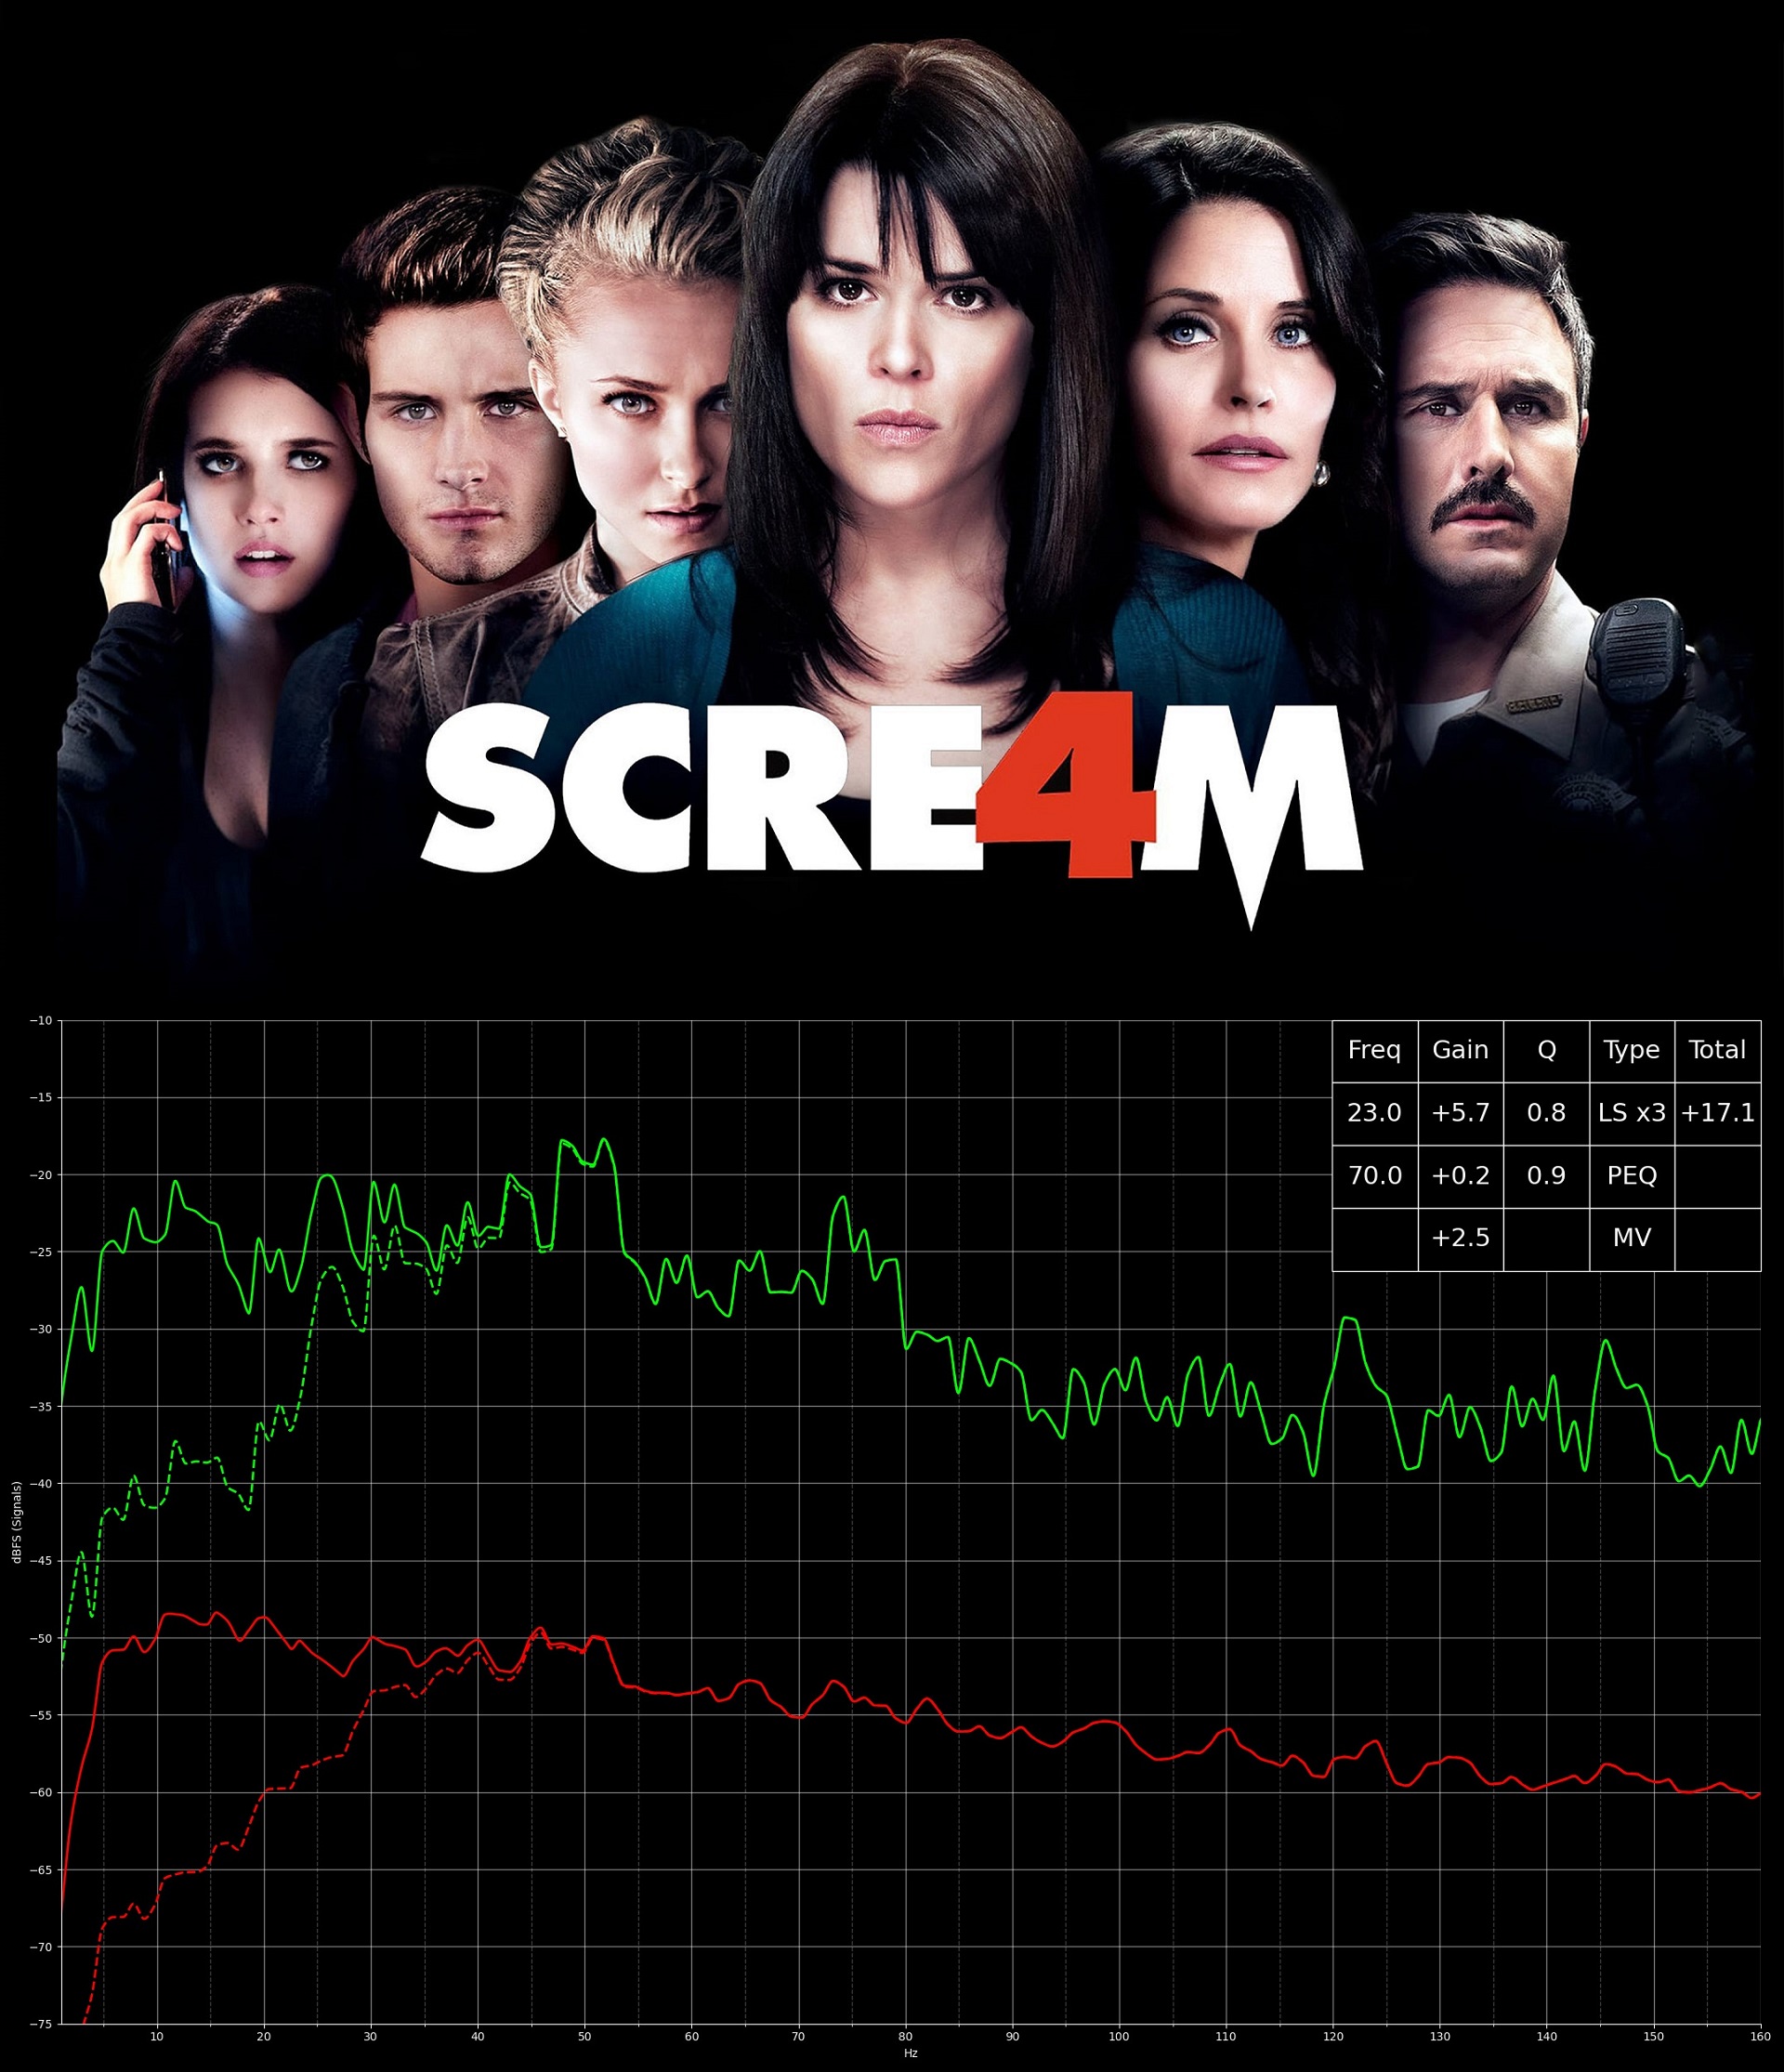 SCRE4M
Freq Gain Q Type Total
23.0 +5.7 0.8 LS x3 +17.1
70.0 +0.2 0.9 PEQ
+2.5 MV
−10
−15
−20
−25
−30
−35
−40
−45
−50
−55
−60
−65
−70
−75
dBFS (Signals)
10 20 30 40 50 60 70 80 90 100 110 120 130 140 150 160
Hz